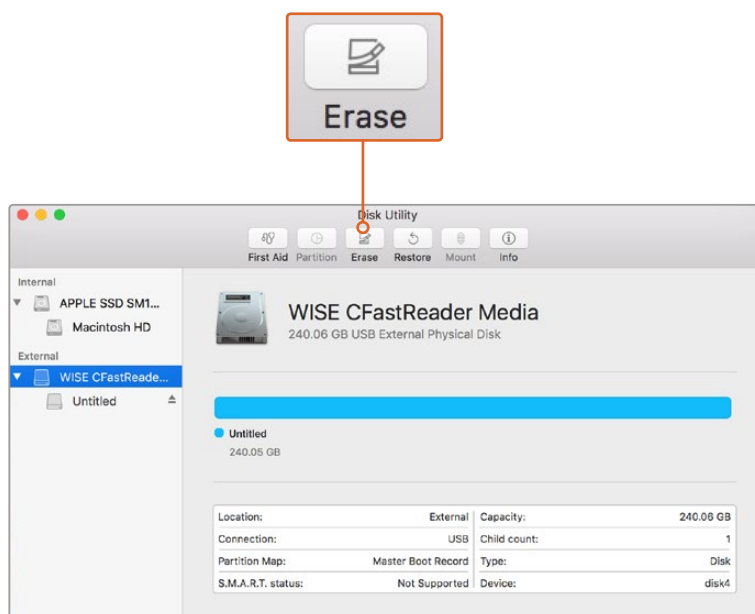 Erase
Disk Utility
First Aid Partition Erase Restore Mount Info
Internal
APPLE SSD SM1...
Macintosh HD
External
WISE CFastReade...
Untitled
WISE CFastReader Media
240.06 GB USB External Physical Disk
Untitled
240.05 GB
Location: External Capacity: 240.06 GB
Connection: USB Child count: 1
Partition Map: Master Boot Record Type: Disk
S.M.A.R.T. status: Not Supported Device: disk4